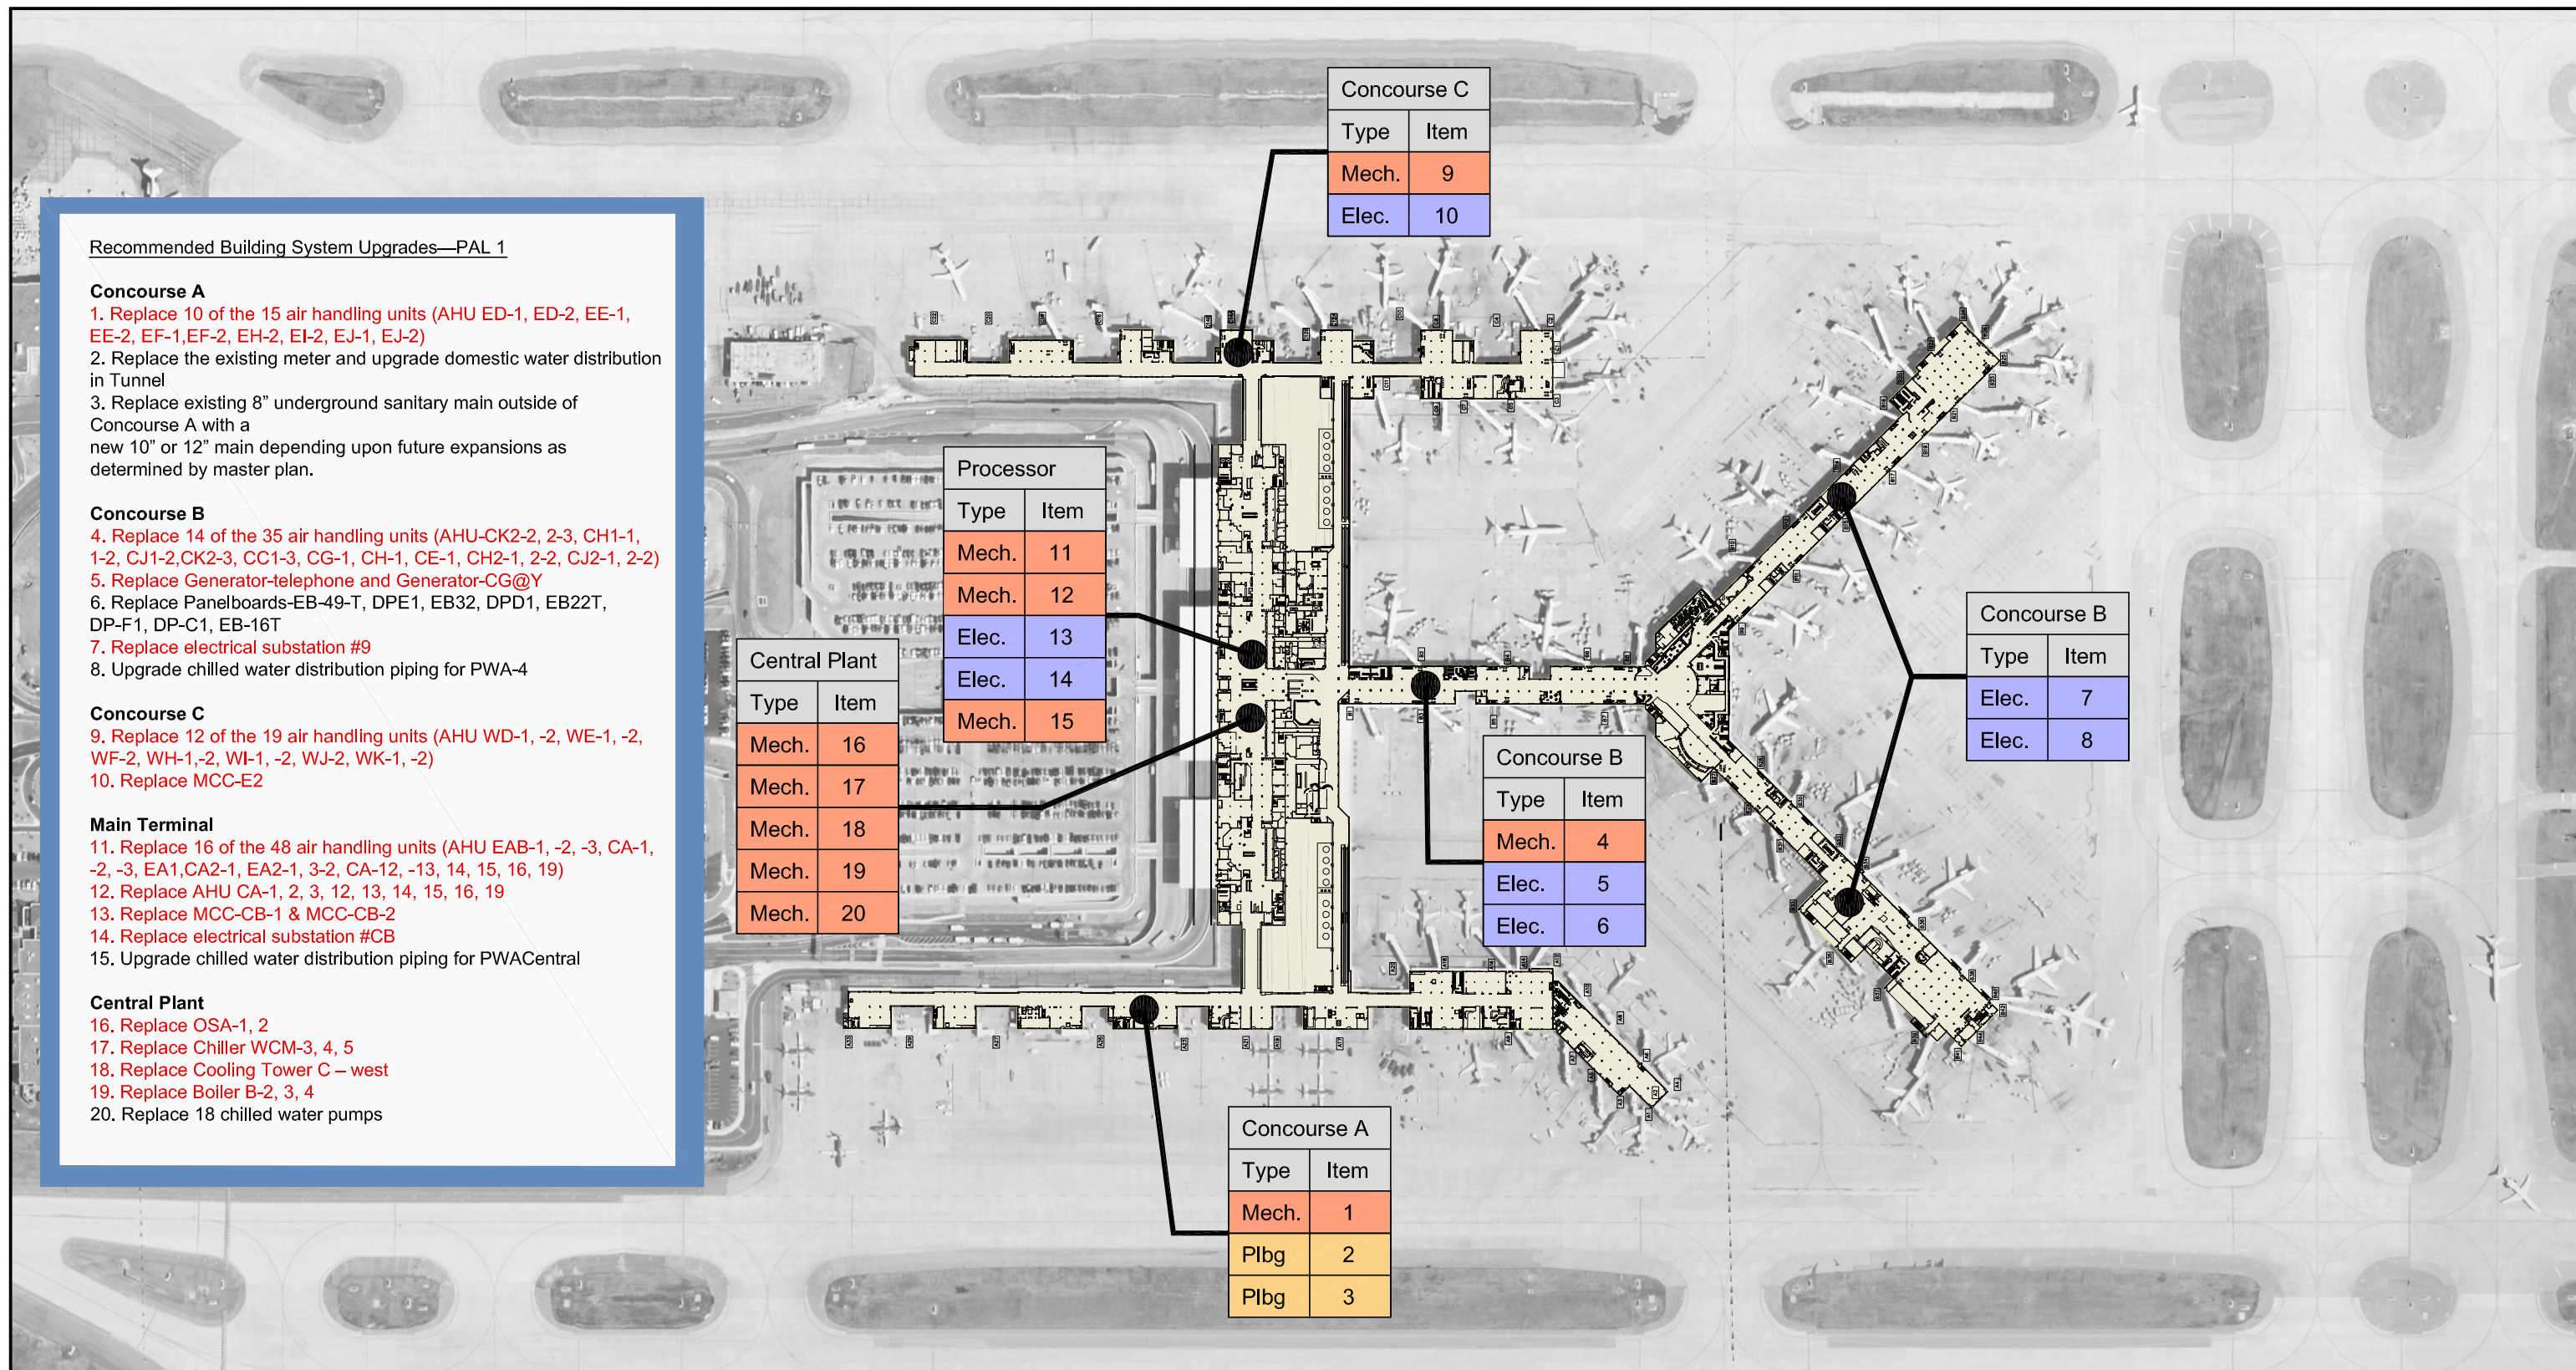 Recommended Building System Upgrades—PAL 1
Concourse A
1. Replace 10 of the 15 air handling units (AHU ED-1, ED-2, EE-1,
EE-2, EF-1,EF-2, EH-2, EI-2, EJ-1, EJ-2)
2. Replace the existing meter and upgrade domestic water distribution
in Tunnel
3. Replace existing 8” underground sanitary main outside of
Concourse A with a
new 10” or 12” main depending upon future expansions as
determined by master plan.
Concourse B
4. Replace 14 of the 35 air handling units (AHU-CK2-2, 2-3, CH1-1,
1-2, CJ1-2,CK2-3, CC1-3, CG-1, CH-1, CE-1, CH2-1, 2-2, CJ2-1, 2-2)
5. Replace Generator-telephone and Generator-CG@Y
6. Replace Panelboards-EB-49-T, DPE1, EB32, DPD1, EB22T,
DP-F1, DP-C1, EB-16T
7. Replace electrical substation #9
8. Upgrade chilled water distribution piping for PWA-4
Concourse C
9. Replace 12 of the 19 air handling units (AHU WD-1, -2, WE-1, -2,
WF-2, WH-1,-2, WI-1, -2, WJ-2, WK-1, -2)
10. Replace MCC-E2
Main Terminal
11. Replace 16 of the 48 air handling units (AHU EAB-1, -2, -3, CA-1,
-2, -3, EA1,CA2-1, EA2-1, 3-2, CA-12, -13, 14, 15, 16, 19)
12. Replace AHU CA-1, 2, 3, 12, 13, 14, 15, 16, 19
13. Replace MCC-CB-1 & MCC-CB-2
14. Replace electrical substation #CB
15. Upgrade chilled water distribution piping for PWACentral
Central Plant
16. Replace OSA-1, 2
17. Replace Chiller WCM-3, 4, 5
18. Replace Cooling Tower C – west
19. Replace Boiler B-2, 3, 4
20. Replace 18 chilled water pumps
Concourse C
Type Item
Mech. 9
Elec. 10
Processor
Type Item
Mech. 11
Mech. 12
Elec. 13
Elec. 14
Mech. 15
Central Plant
Type Item
Mech. 16
Mech. 17
Mech. 18
Mech. 19
Mech. 20
Concourse B
Type Item
Elec. 7
Elec. 8
Concourse B
Type Item
Mech. 4
Elec. 5
Elec. 6
Concourse A
Type Item
Mech. 1
Plbg 2
Plbg 3